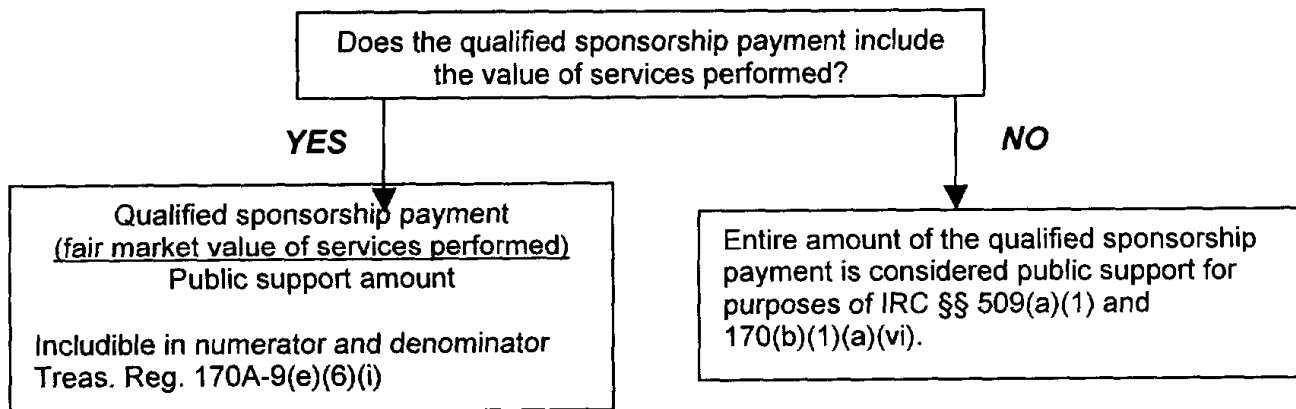 Does the qualified sponsorship payment include
the value of services performed?
YES
NO
Qualified sponsorship payment
(fair market value of services performed)
Public support amount
Includible in numerator and denominator
Treas. Reg. 170A-9(e)(6)(i)
Entire amount of the qualified sponsorship
payment is considered public support for
purposes of IRC §§ 509(a)(1) and
170(b)(1)(a)(vi).